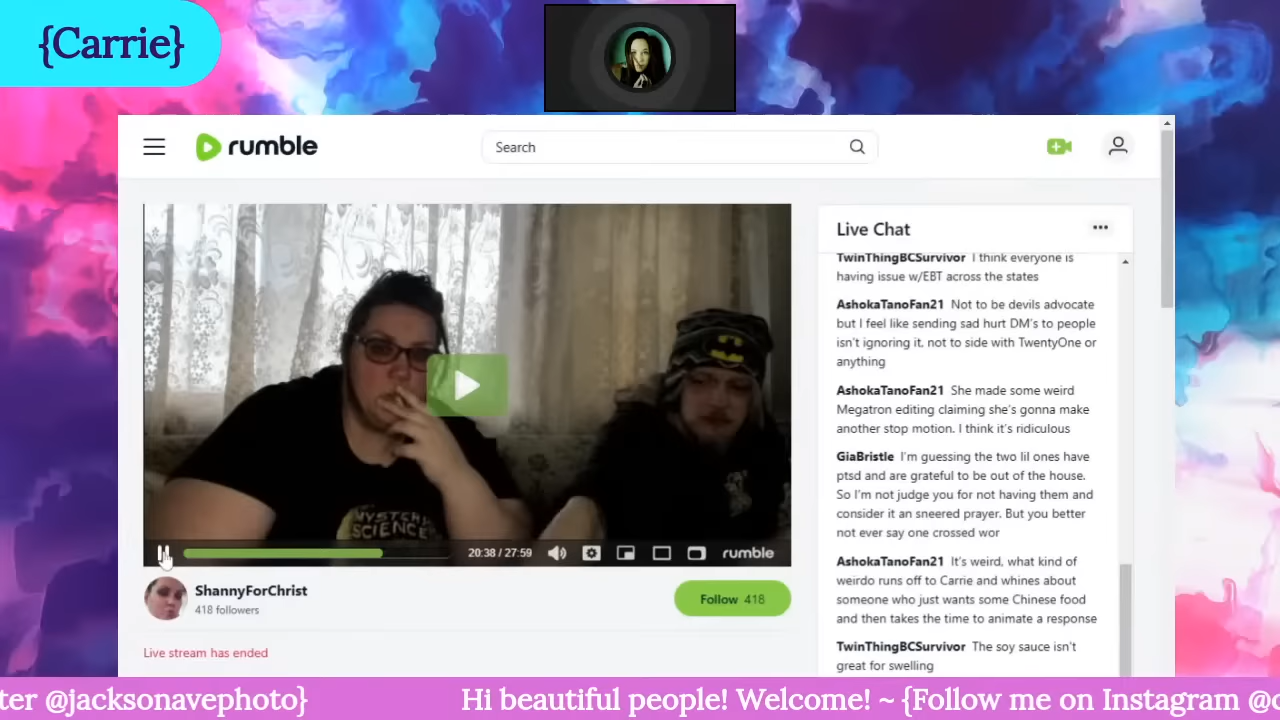 {Carrie}
rumble
Search
Live Chat
TwinThingBCSurvivor I think everyone is
having issue w/EBT across the states
AshokaTanoFan21 Not to be devils advocate
but I feel like sending sad hurt DM's to people
isn't ignoring it, not to side with TwentyOne or
anything
AshokaTanoFan21 She made some weird
Megatron editing claiming she's gonna make
another stop motion. I think it's ridiculous
GiaBristle I'm guessing the two lil ones have
ptsd and are grateful to be out of the house.
So I'm not judge you for not having them and
consider it an sneered prayer. But you better
not ever say one crossed wor
AshokaTanoFan21 It's weird, what kind of
weirdo runs off to Carrie and whines about
someone who just wants some Chinese food
and then takes the time to animate a response
TwinThingBCSurvivor The soy sauce isn't
great for swelling
MYSTERY
SCIENCE
20:38 / 27:59
rumble
ShannyForChrist
418 followers
Follow 418
Live stream has ended
ter @jacksonavephoto} Hi beautiful people! Welcome! ~ {Follow me on Instagram @c